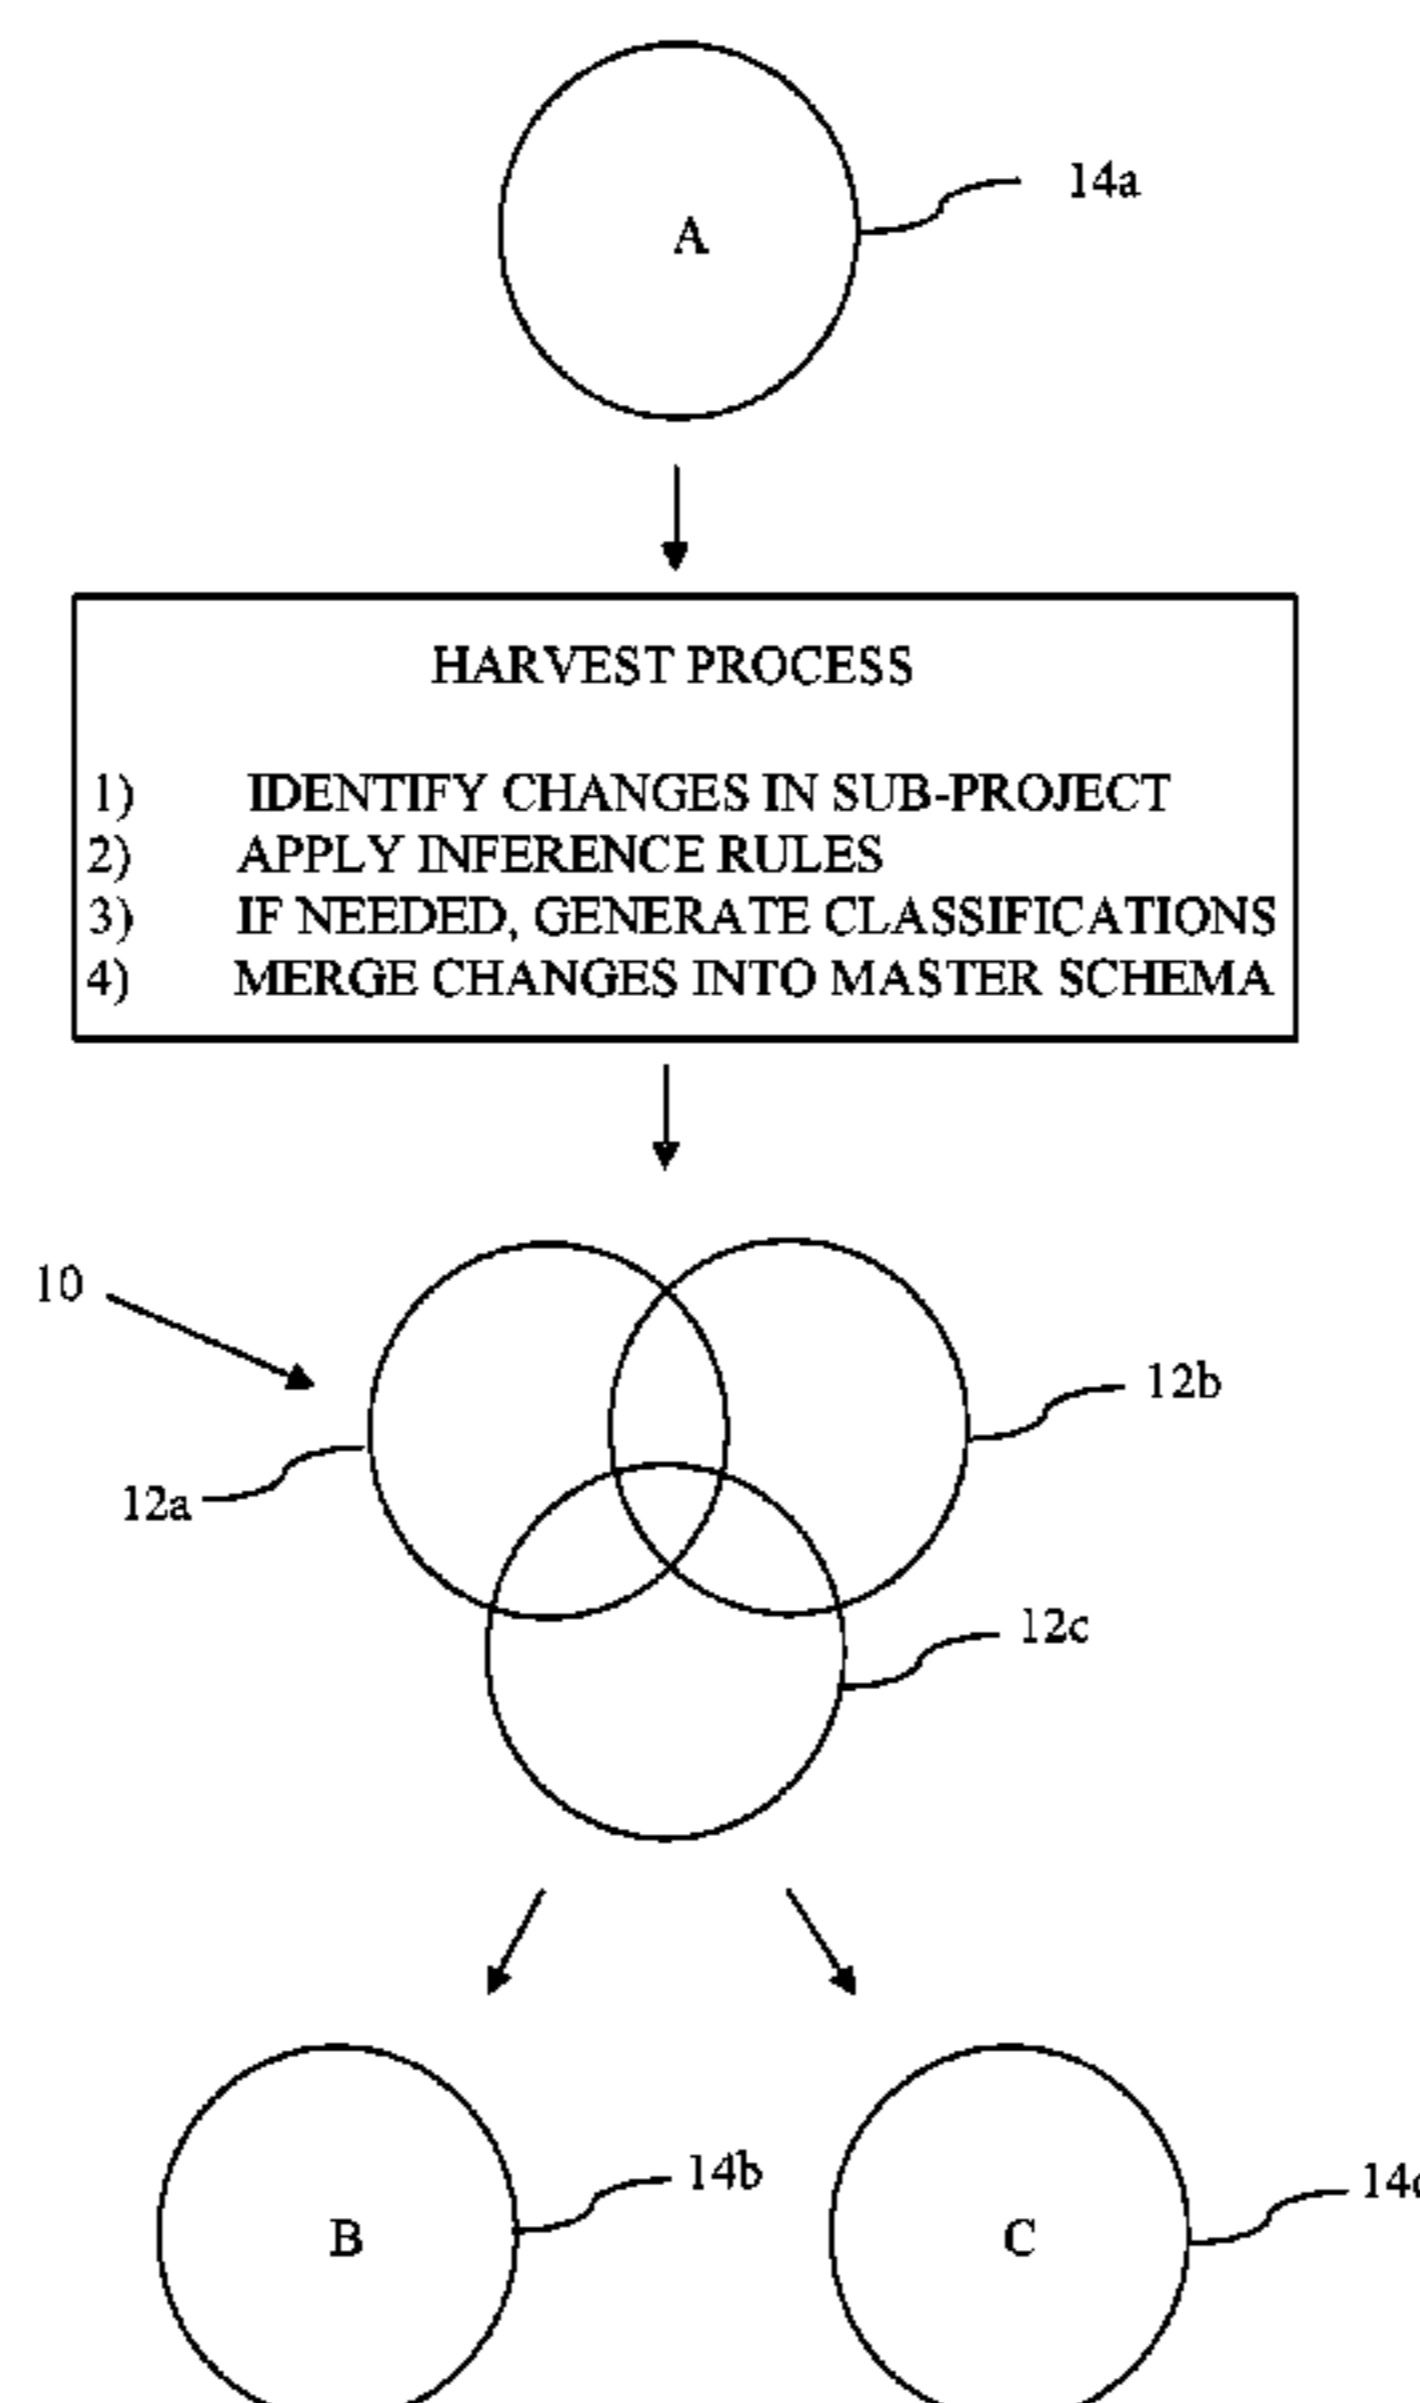 14a
A
HARVEST PROCESS
1) IDENTIFY CHANGES IN SUB-PROJECT
2) APPLY INFERENCE RULES
3) IF NEEDED, GENERATE CLASSIFICATIONS
4) MERGE CHANGES INTO MASTER SCHEMA
10
12b
12a
12c
14b
B
C